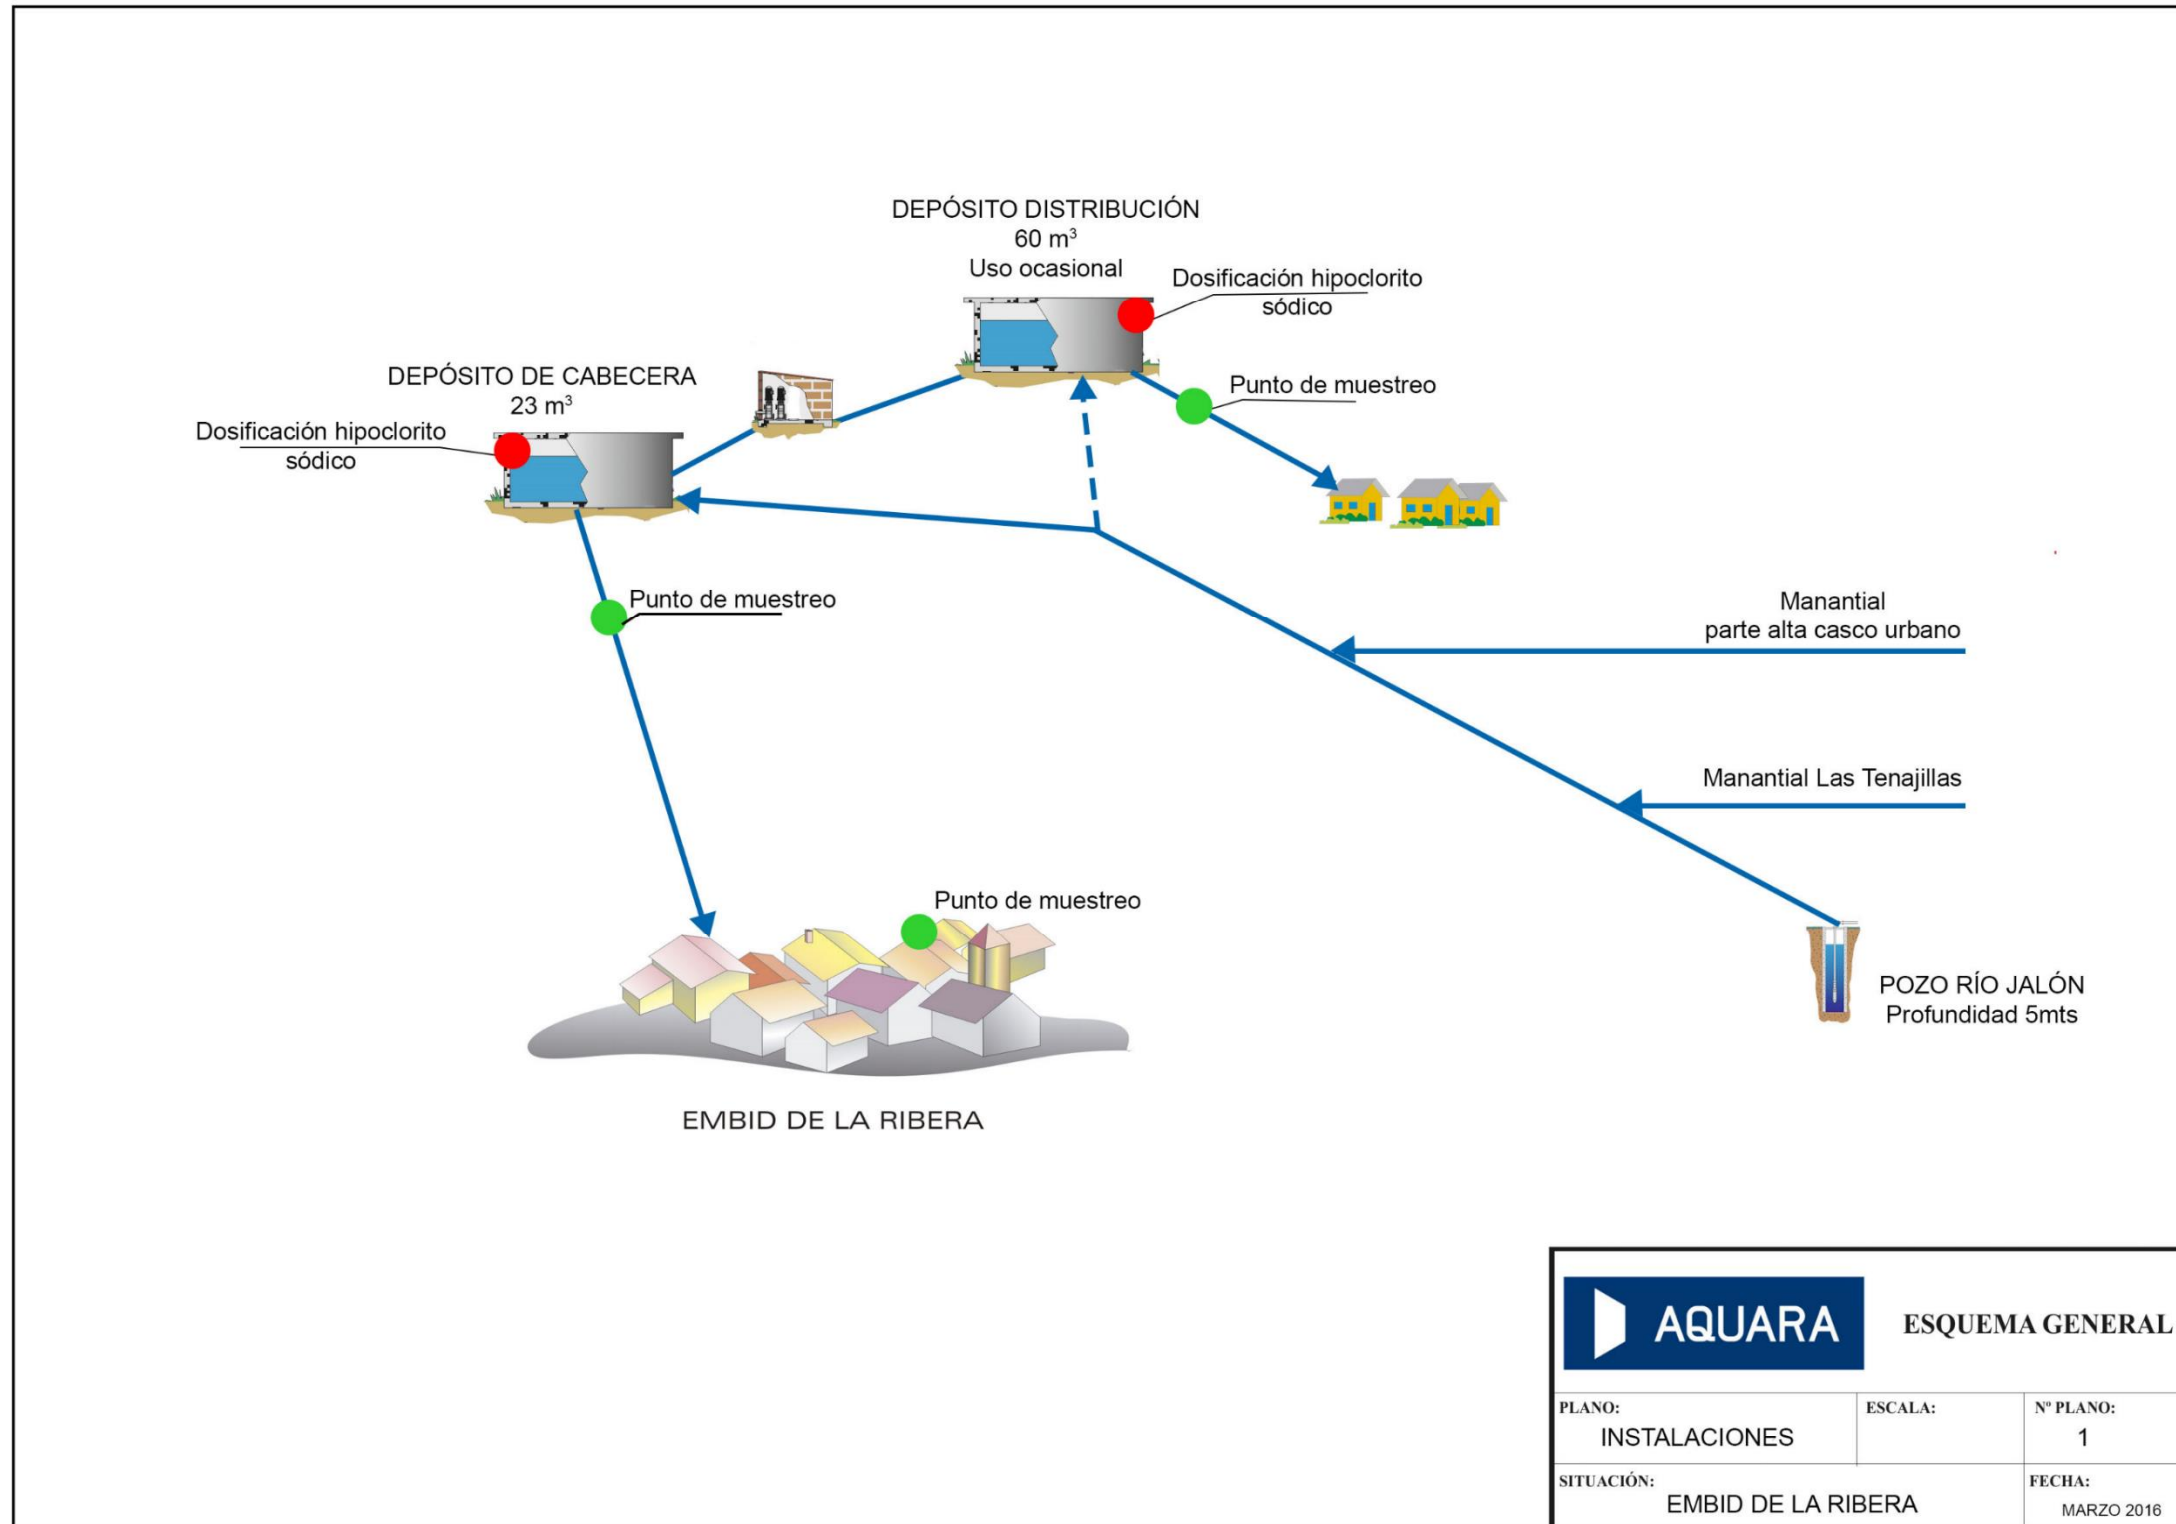 DEPÓSITO DISTRIBUCIÓN
60 m³
Uso ocasional
Dosificación hipoclorito
sódico
Punto de muestreo
DEPÓSITO DE CABECERA
23 m³
Dosificación hipoclorito
sódico
Punto de muestreo
Manantial
parte alta casco urbano
Manantial Las Tenajillas
Punto de muestreo
POZO RÍO JALÓN
Profundidad 5mts
EMBID DE LA RIBERA
AQUARA
ESQUEMA GENERAL
PLANO:
INSTALACIONES
ESCALA:
Nº PLANO:
1
SITUACIÓN:
EMBID DE LA RIBERA
FECHA:
MARZO 2016